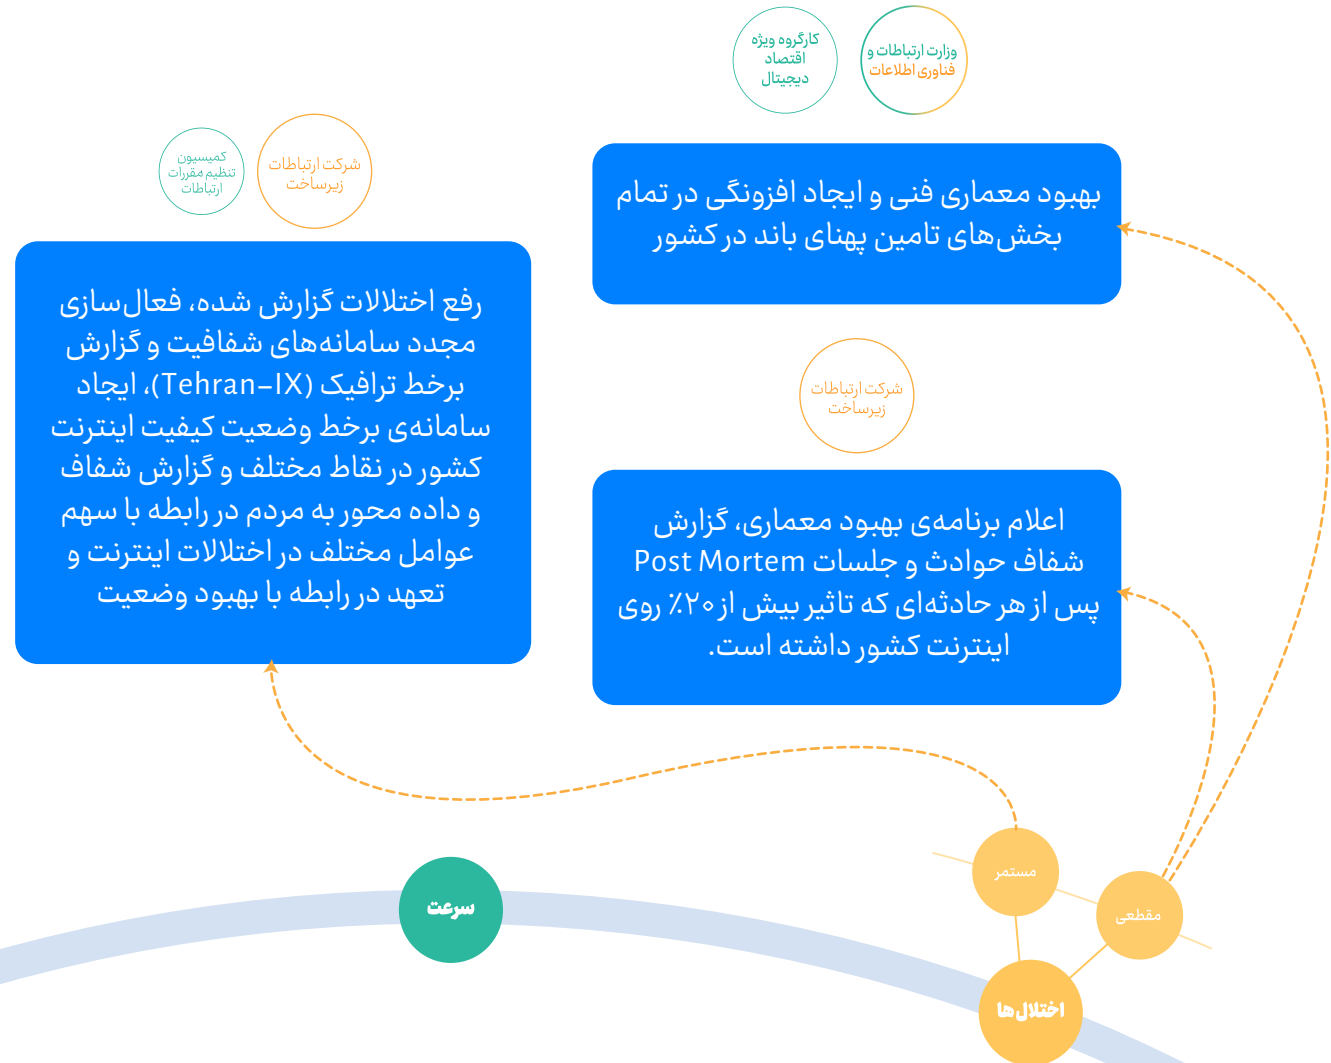 وزارت ارتباطات و
فناوری اطلاعات
کارگروه ویژه
اقتصاد
دیجیتال
بهبود معماری فنی و ایجاد افزونگی در تمام
بخش‌های تامین پهنای باند در کشور
شرکت ارتباطات
زیرساخت
اعلام برنامه‌ی بهبود معماری، گزارش
شفاف حوادث و جلسات Post Mortem
پس از هر حادثه‌ای که تاثیر بیش از ۲۰٪ روی
اینترنت کشور داشته است.
شرکت ارتباطات
زیرساخت
کمیسیون
تنظیم مقررات
ارتباطات
رفع اختلالات گزارش شده، فعال‌سازی
مجدد سامانه‌های شفافیت و گزارش
برخط ترافیک (Tehran-IX)، ایجاد
سامانه‌ی برخط وضعیت کیفیت اینترنت
کشور در نقاط مختلف و گزارش شفاف
و داده محور به مردم در رابطه با سهم
عوامل مختلف در اختلالات اینترنت و
تعهد در رابطه با بهبود وضعیت
مقطعی
مستمر
اختلال‌ها
سرعت